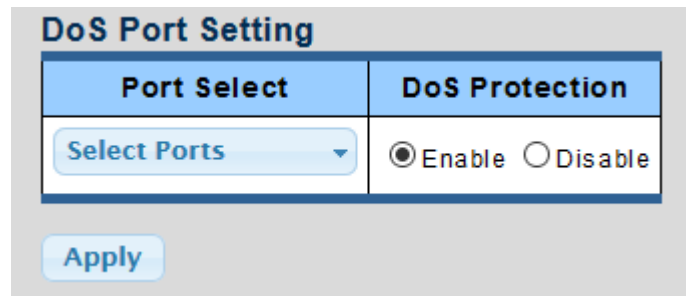 DoS Port Setting
Port Select DoS Protection
Select Ports Enable Disable
Apply